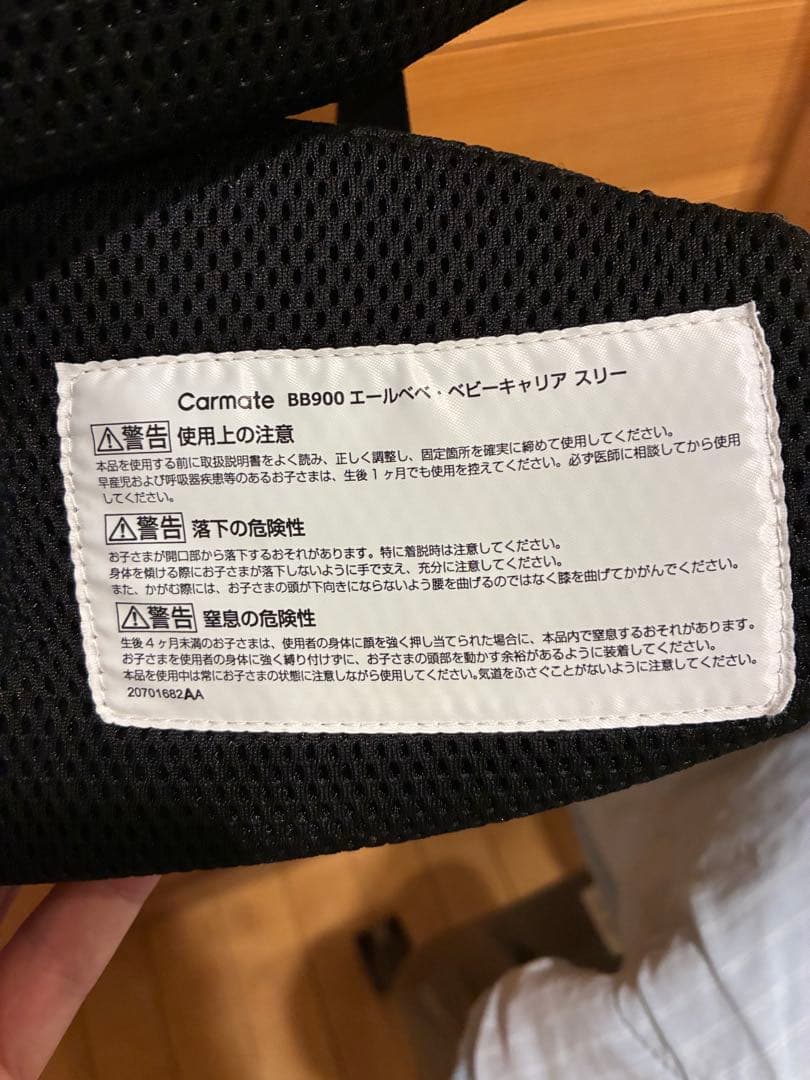 Carmate BB900 エールベベ・ベビーキャリア スリー
⚠警告 使用上の注意
本品を使用する前に取扱説明書をよく読み、正しく調整し、固定箇所を確実に締めて使用してください。
早産児および呼吸器疾患等のあるお子さまは、生後1ヶ月でも使用を控えてください。必ず医師に相談してから使用
してください。
⚠警告 落下の危険性
お子さまが開口部から落下するおそれがあります。特に着脱時は注意してください。
身体を傾ける際にお子さまが落下しないように手で支え、充分に注意してください。
また、かがむ際には、お子さまの頭が下向きにならないよう腰を曲げるのではなく膝を曲げてかがんでください。
⚠警告 窒息の危険性
生後4ヶ月未満のお子さまは、使用者の身体に顔を強く押し当てられた場合に、本品内で窒息するおそれがあります。
お子さまを使用者の身体に強く縛り付けずに、お子さまの頭部を動かす余裕があるように装着してください。
本品を使用中は常にお子さまの状態に注意しながら使用してください。気道をふさぐことがないように注意してください。
20701682AA